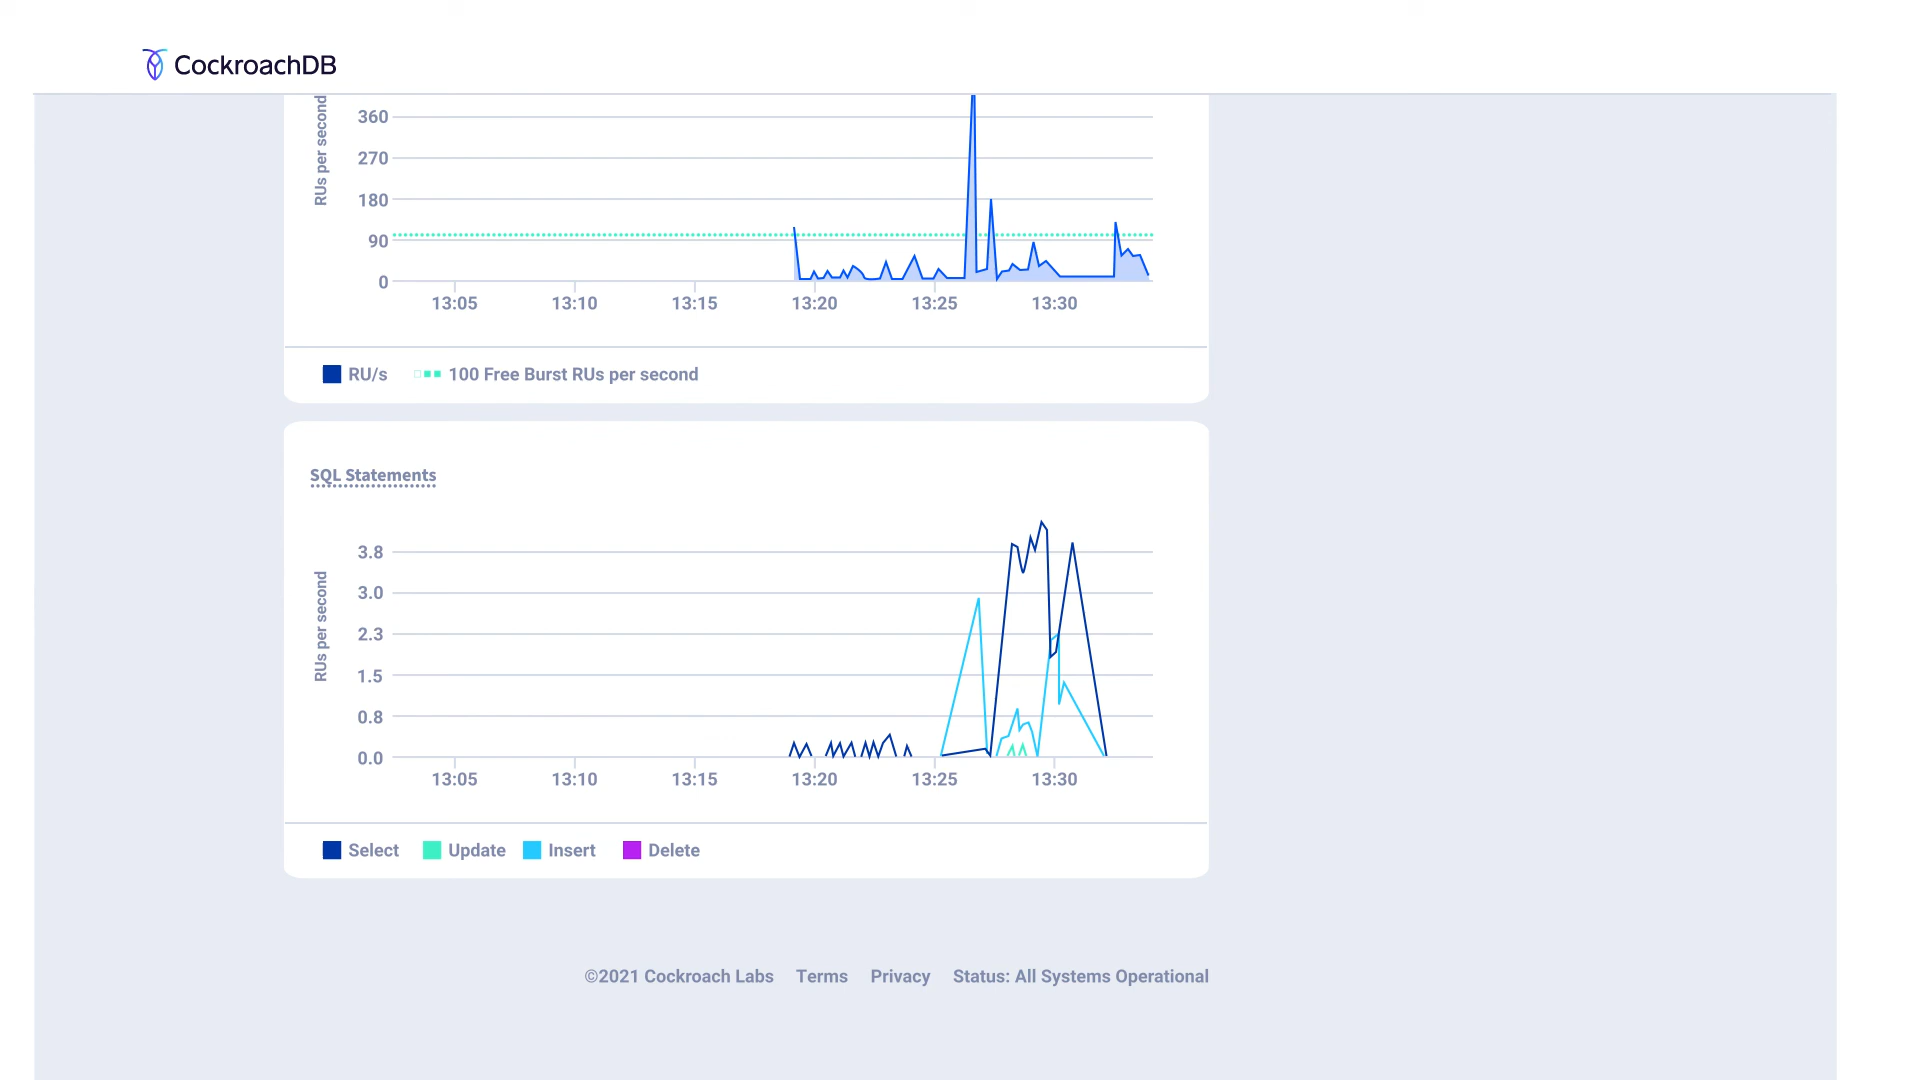 CockroachDB
RUs per second
360
270
180
90
0
13:05 13:10 13:15 13:20 13:25 13:30
RU/s 100 Free Burst RUs per second
SQL Statements
RUs per second
3.8
3.0
2.3
1.5
0.8
0.0
13:05 13:10 13:15 13:20 13:25 13:30
Select Update Insert Delete
©2021 Cockroach Labs Terms Privacy Status: All Systems Operational